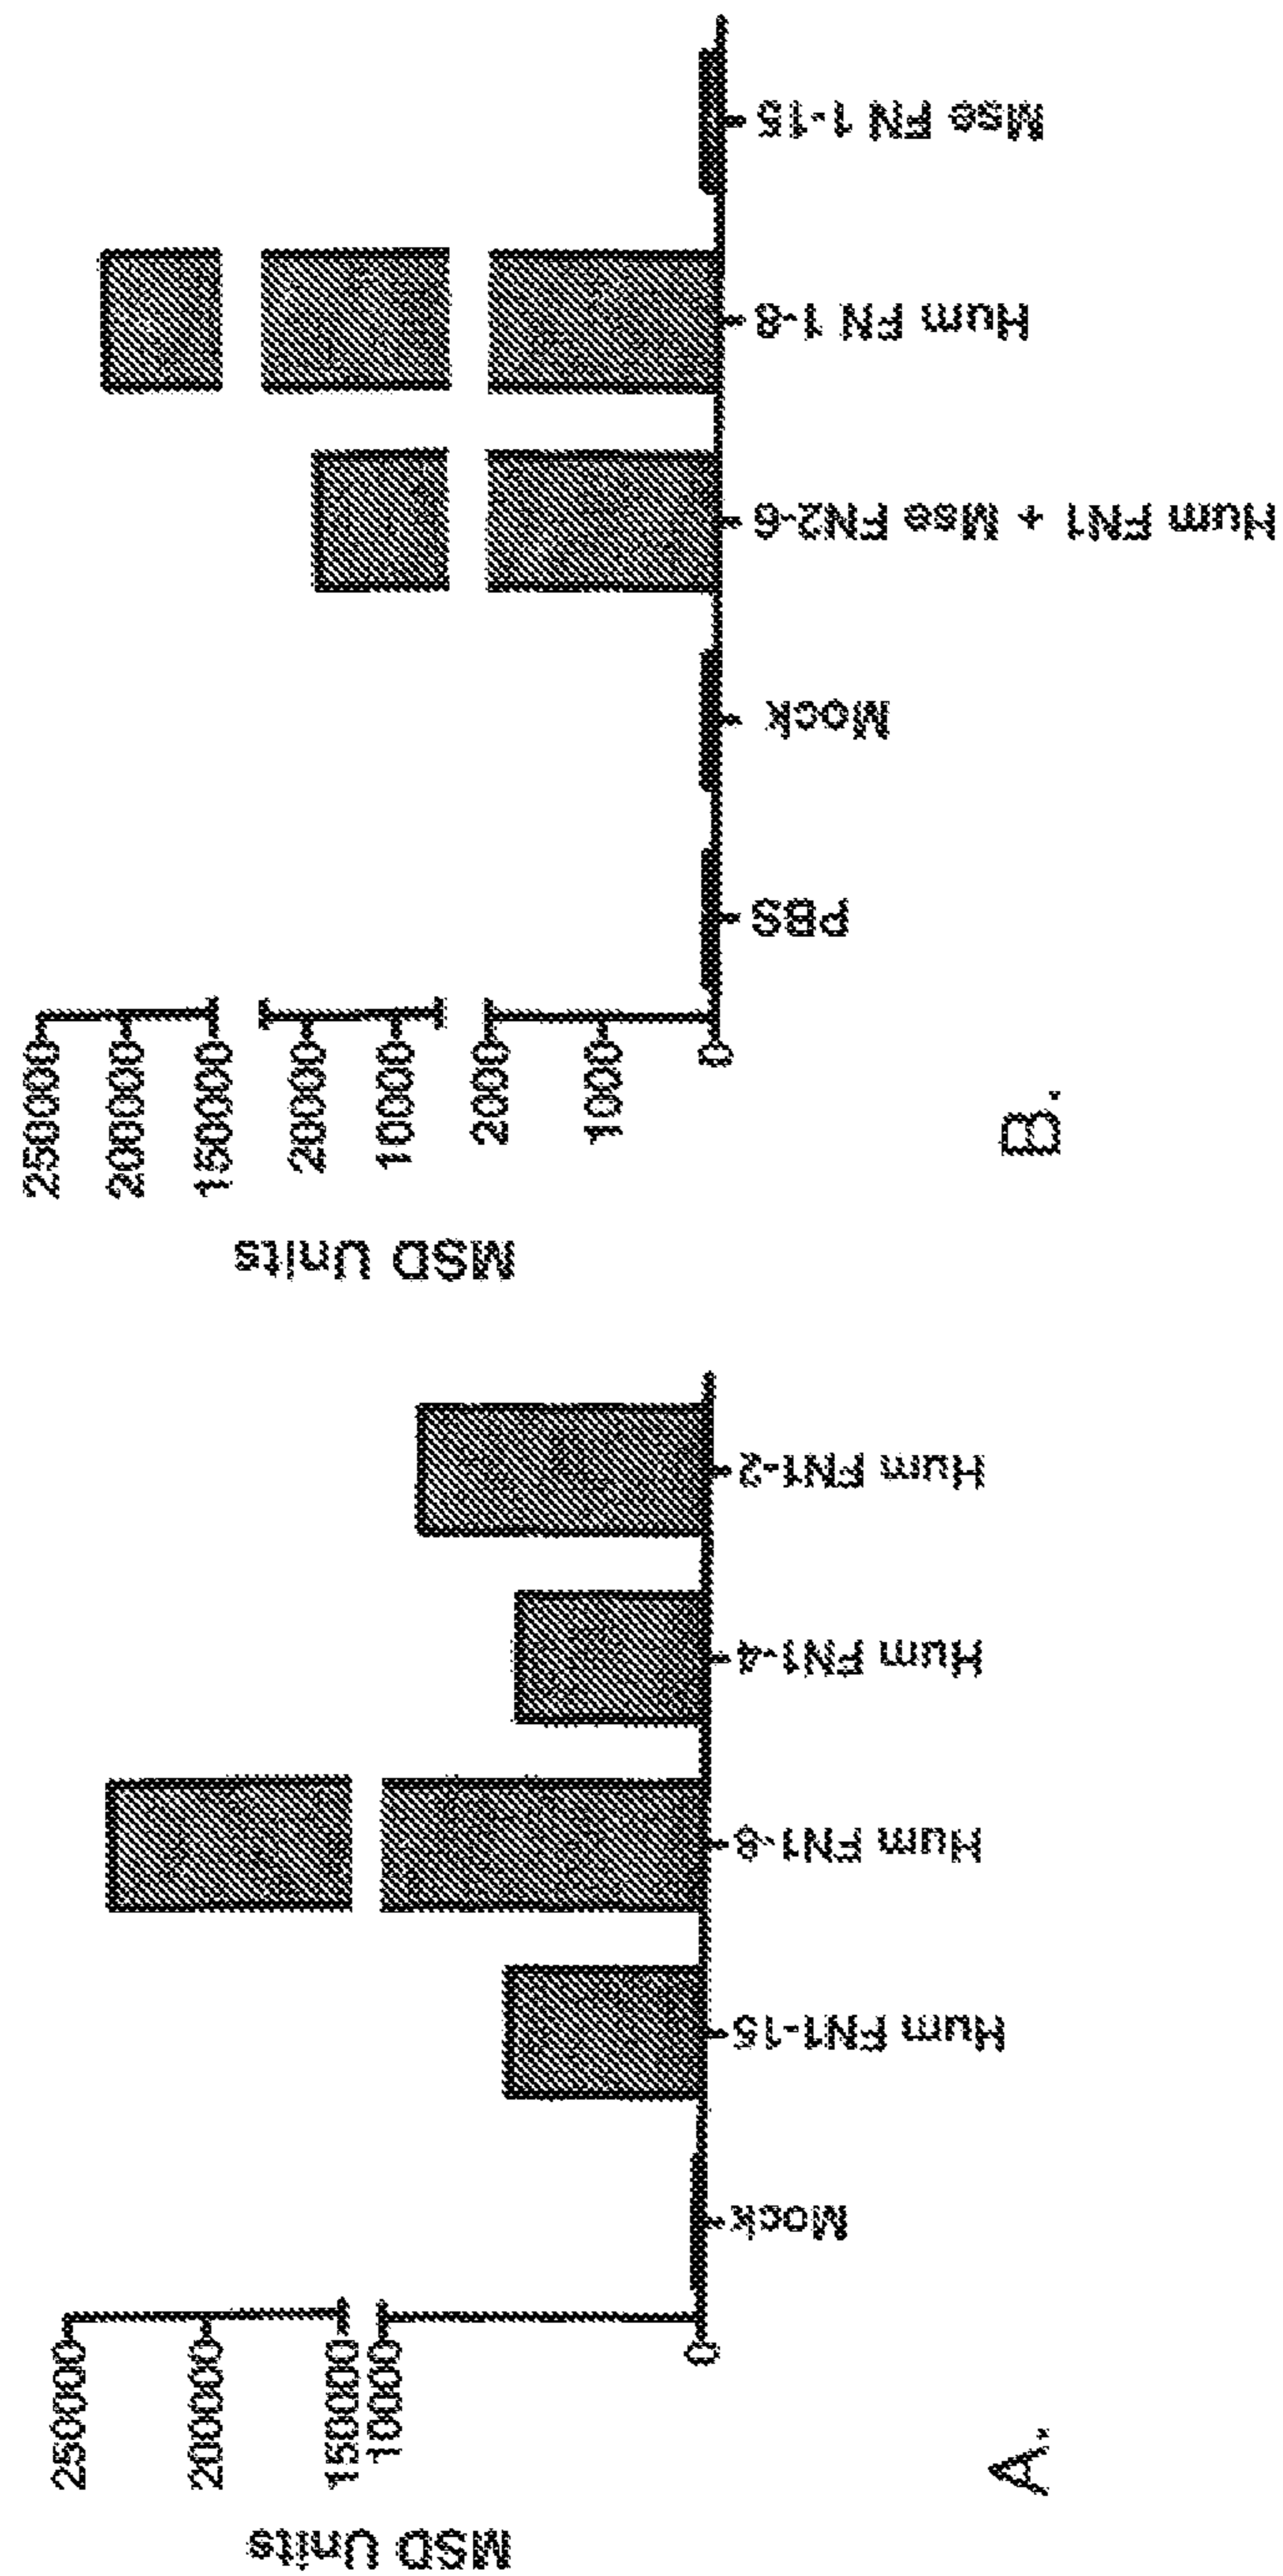 MSD Units
250000
200000
150000
10000
0
Mock
Hum FN1-15
Hum FN1-8
Hum FN1-4
Hum FN1-2
A.
MSD Units
250000
200000
150000
20000
10000
2000
1000
0
PBS
Mock
Hum FN1 + Mse FN2-6
Hum FN 1-8
Mse FN 1-15
B.